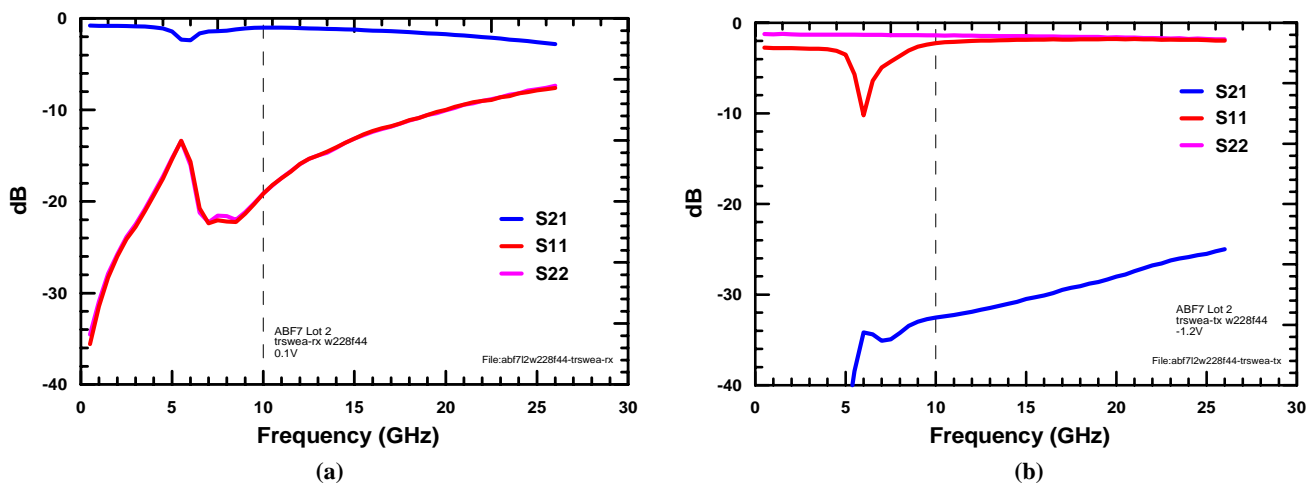 0
-10
-20
-30
-40
dB
S21
S11
S22
ABF7 Lot 2
trswea-rx w228f44
0.1V
File:abf7l2w228f44-trswea-rx
0 5 10 15 20 25 30
Frequency (GHz)
(a)
0
-10
-20
-30
-40
dB
S21
S11
S22
ABF7 Lot 2
trswea-tx w228f44
-1.2V
File:abf7l2w228f44-trswea-tx
0 5 10 15 20 25 30
Frequency (GHz)
(b)